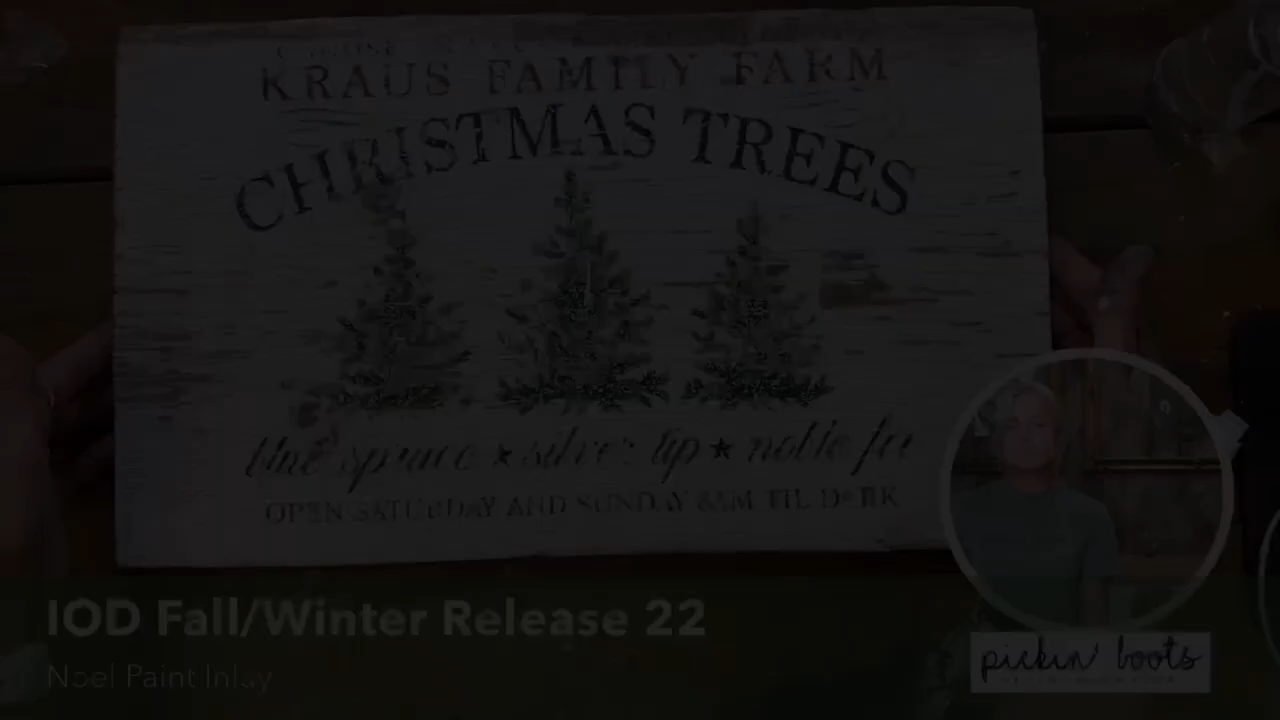 KRAUS FAMILY FARM
CHRISTMAS TREES
blue spruce ★ silver tip ★ noble fir
OPEN SATURDAY AND SUNDAY 8AM TIL DARK
IOD Fall/Winter Release 22
Noel Paint Inlay
pickin' boots